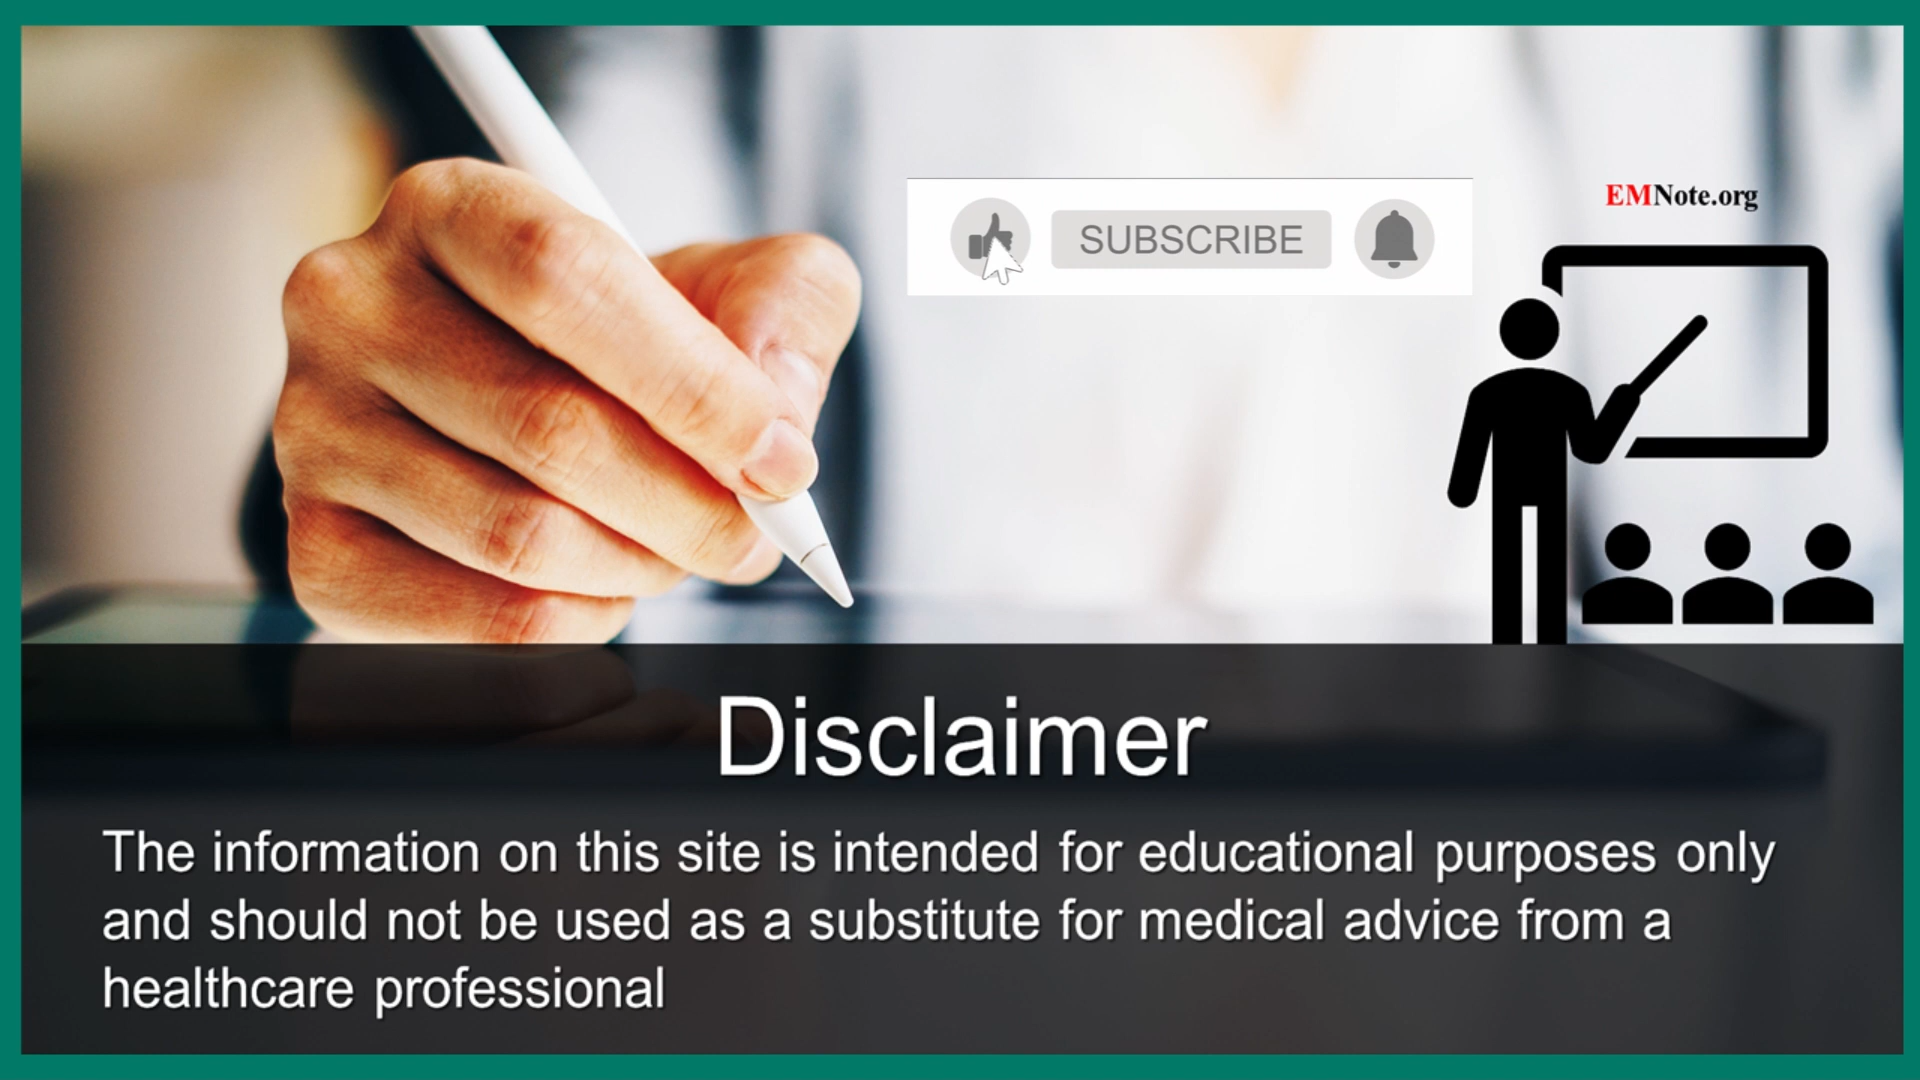 SUBSCRIBE
EMNote.org
Disclaimer
The information on this site is intended for educational purposes only
and should not be used as a substitute for medical advice from a
healthcare professional